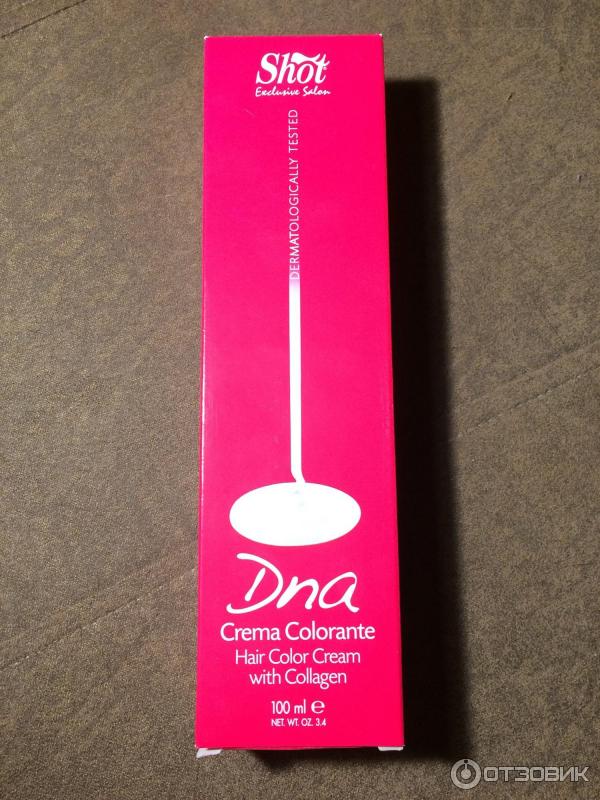 Shot
Exclusive Salon
DERMATOLOGICALLY TESTED
Dna
Crema Colorante
Hair Color Cream
with Collagen
100 ml ℮
NET. WT. OZ. 3.4
ОТЗОВИК